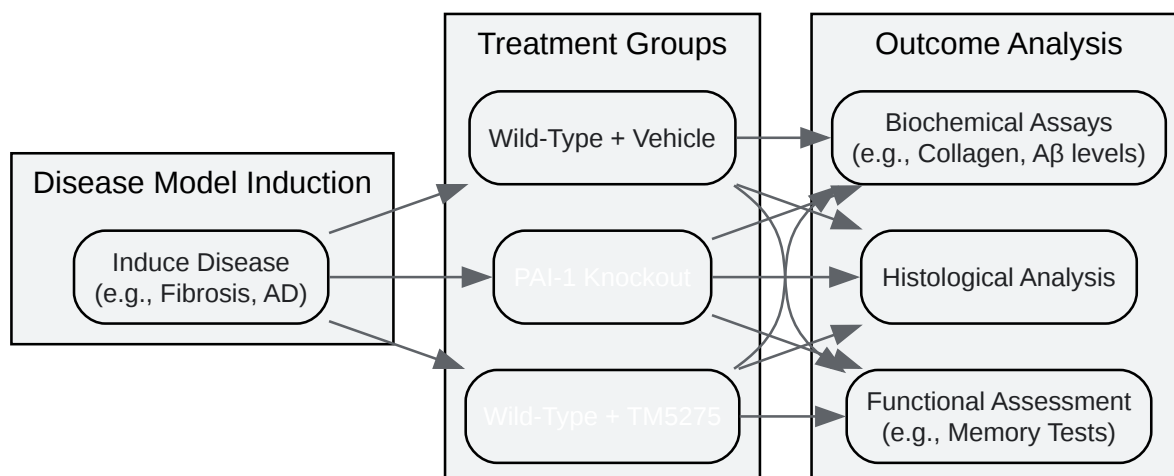 Disease Model Induction
Induce Disease
(e.g., Fibrosis, AD)
Treatment Groups
Wild-Type + Vehicle
PAI-1 Knockout
Wild-Type + TM5275
Outcome Analysis
Biochemical Assays
(e.g., Collagen, Aβ levels)
Histological Analysis
Functional Assessment
(e.g., Memory Tests)